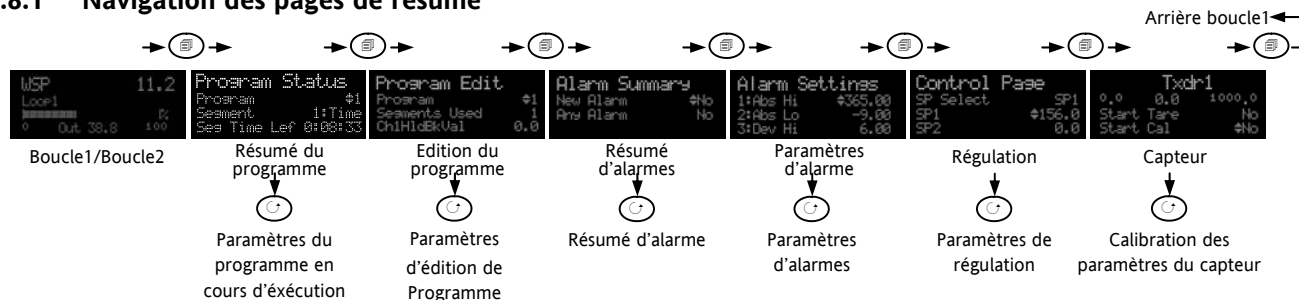 .8.1 Navigation des pages de résumé
Arrière boucle1
WSP 11.2
Loop1
%
0 Out 38.8 100
Program Status
Program 1
Segment 1:Time
Seg Time Lef 0:08:33
Program Edit
Program 1
Segments Used 1
Ch1HldBkVal 0.0
Alarm Summary
New Alarm No
Any Alarm No
Alarm Settings
1:Abs Hi 365.00
2:Abs Lo -9.00
3:Dev Hi 6.00
Control Page
SP Select SP1
SP1 156.0
SP2 0.0
Txdr1
0.0 0.0 1000.0
Start Tare No
Start Cal No
Boucle1/Boucle2
Résumé du
programme
Edition du
programme
Résumé
d'alarmes
Paramètres
d'alarme
Régulation
Capteur
Paramètres du
programme en
cours d'éxécution
Paramètres
d'édition de
Programme
Résumé d'alarme
Paramètres
d'alarmes
Paramètres de
régulation
Calibration des
paramètres du capteur